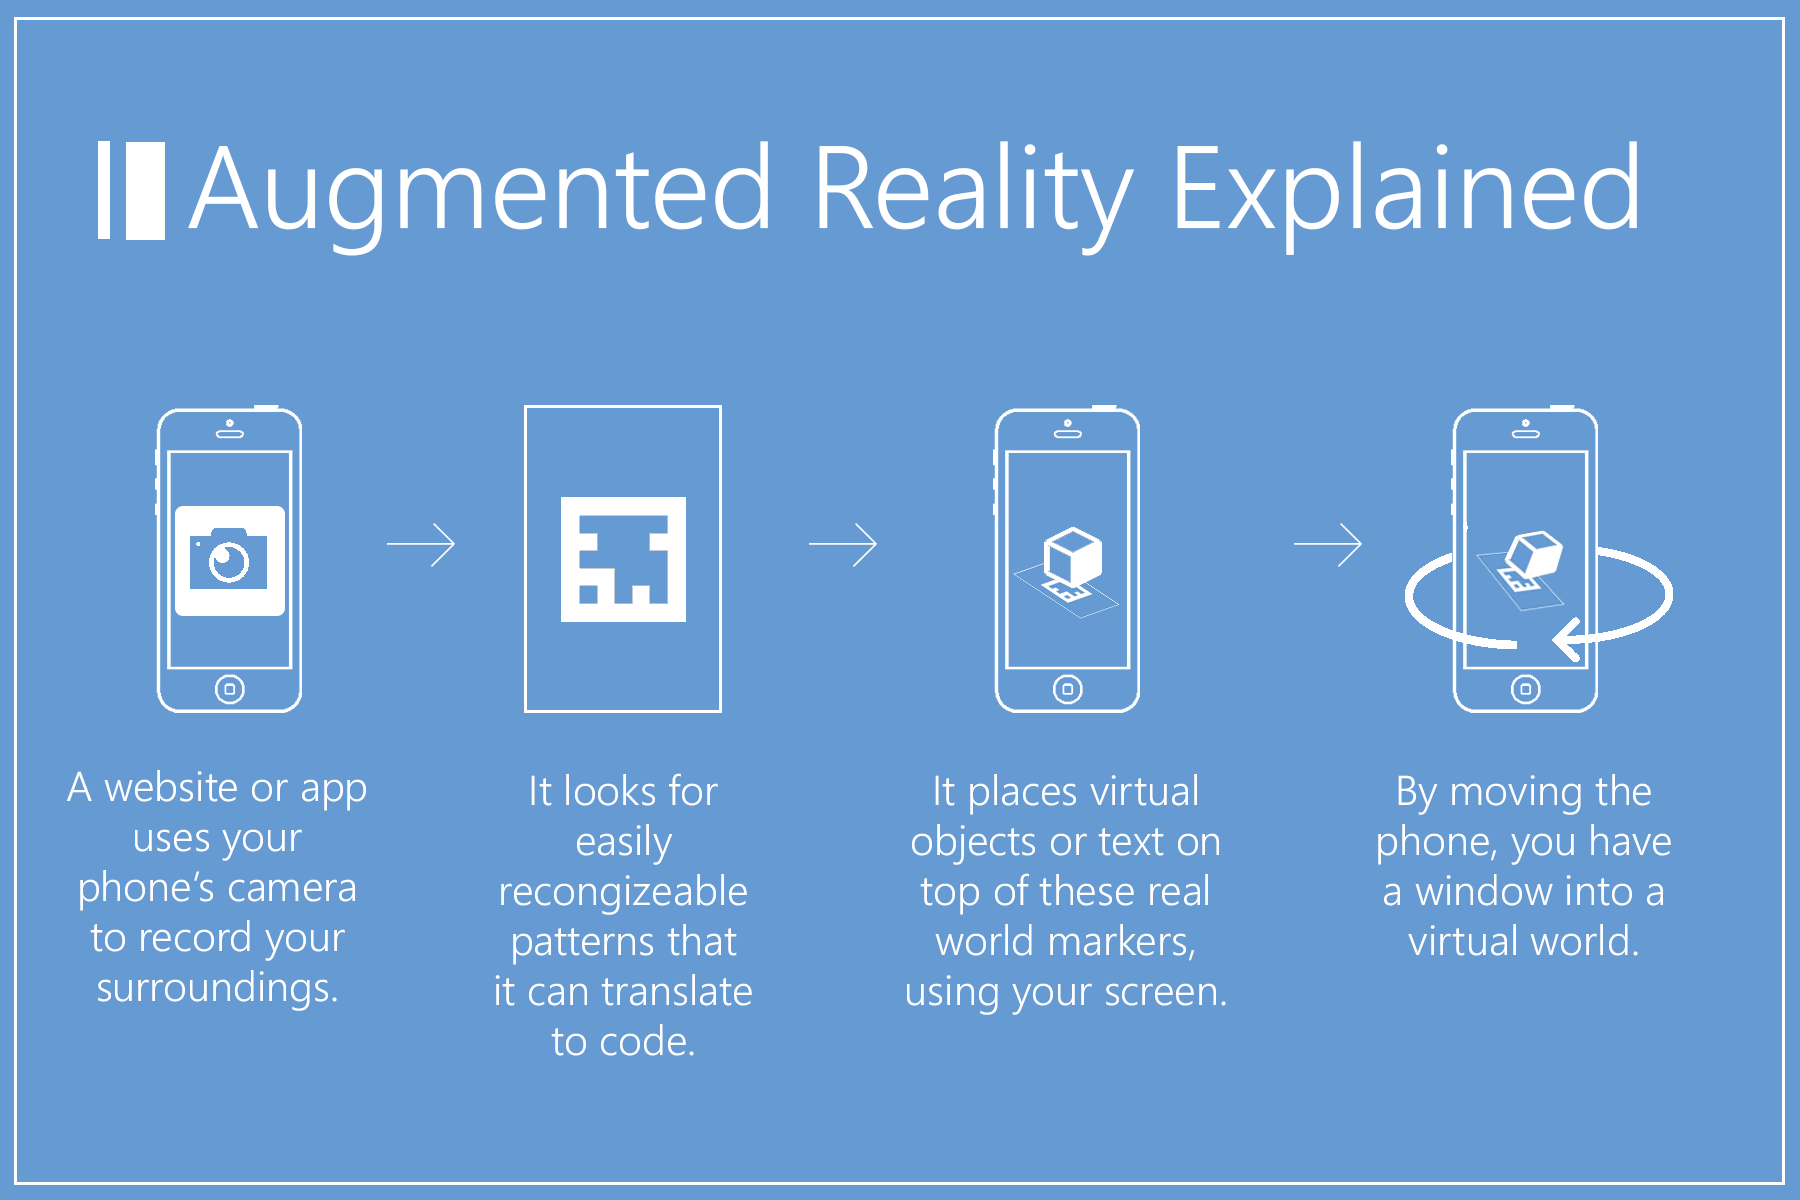 Augmented Reality Explained
A website or app
uses your
phone's camera
to record your
surroundings.
It looks for
easily
recongizeable
patterns that
it can translate
to code.
It places virtual
objects or text on
top of these real
world markers,
using your screen.
By moving the
phone, you have
a window into a
virtual world.